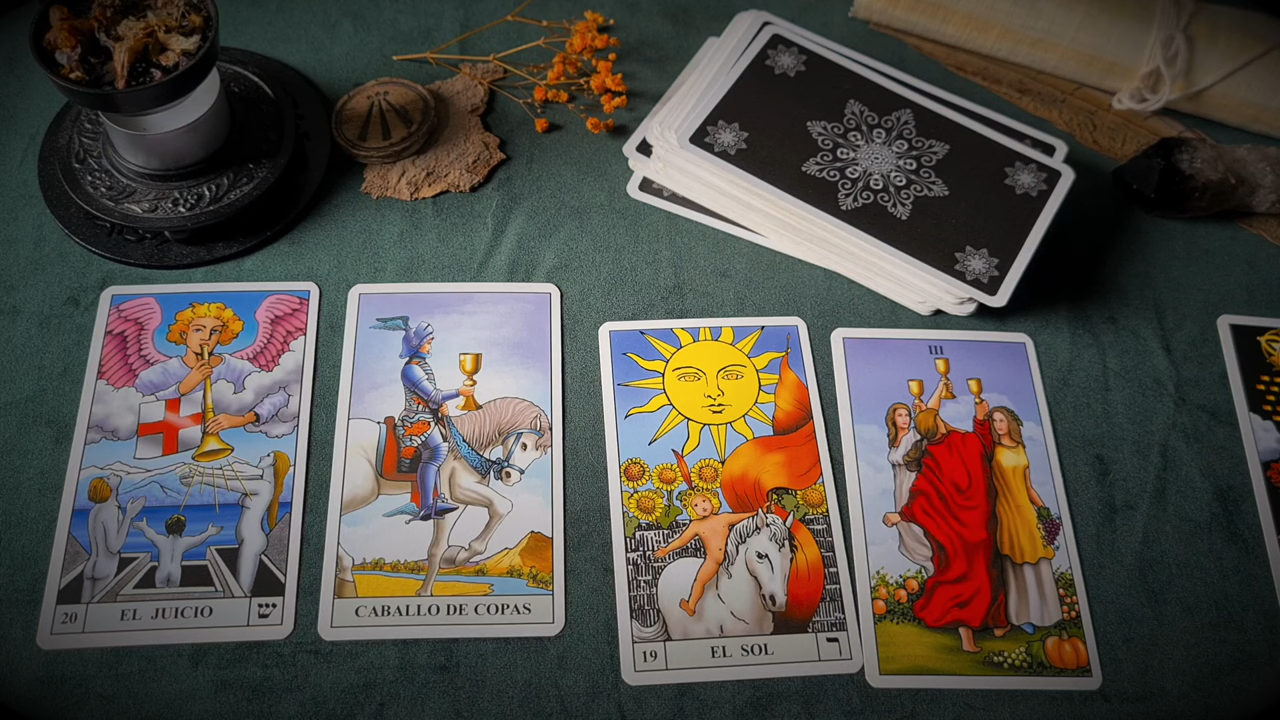 20 EL JUICIO ש
CABALLO DE COPAS
19 EL SOL ר
III